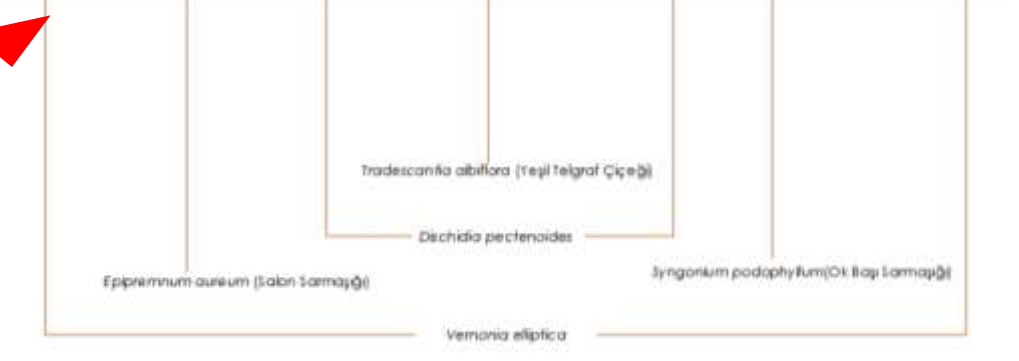 Tradescantia albiflora (Yeşil Telgraf Çiçeği)
Dischidia pectenoides
Epipremnum aureum (Salon Sarmaşığı)
Syngonium podophyllum(Ok Başı Sarmaşığı)
Vernonia elliptica